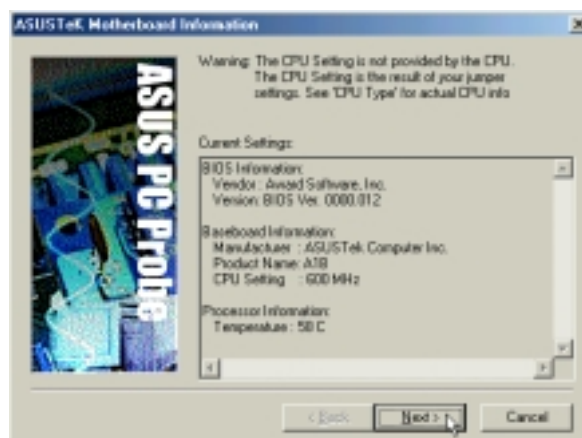 ASUSTeK Motherboard Information
ASUS PC Probe
Warning: The CPU Setting is not provided by the CPU.
The CPU Setting is the result of your jumper
settings. See 'CPU Type' for actual CPU info
Current Settings:
BIOS Information:
Vendor : Award Software, Inc.
Version: BIOS Ver. 0000.012
Baseboard Information:
Manufacturer : ASUSTek Computer Inc.
Product Name:
CPU Setting : 600 MHz
Processor Information:
Temperature : 58 C
< Back
Next >
Cancel